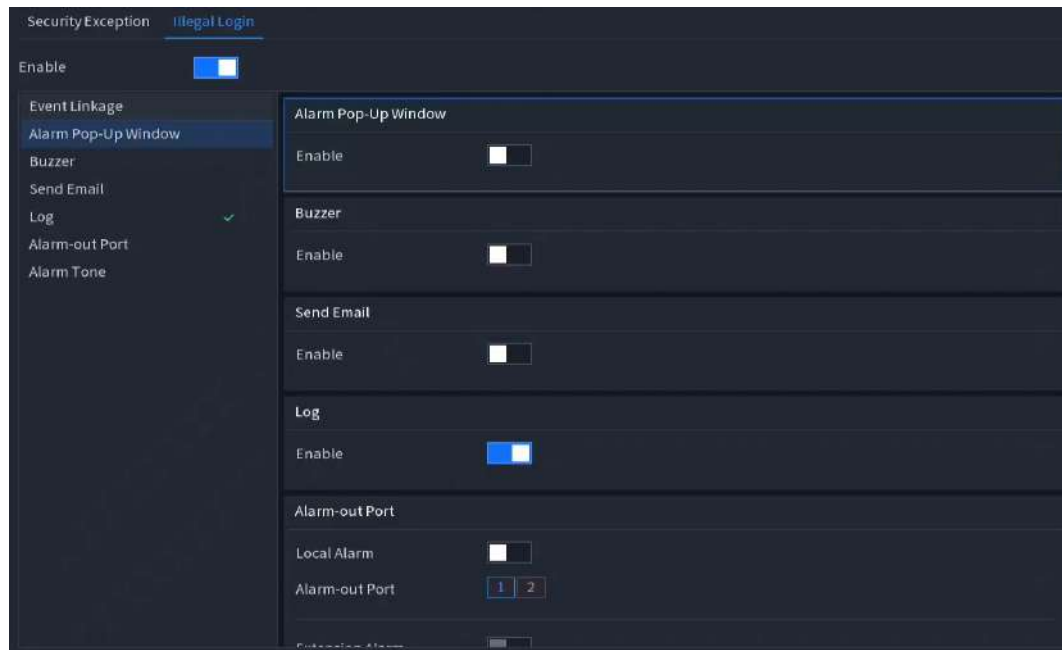 Security Exception Illegal Login
Enable
Event Linkage
Alarm Pop-Up Window
Buzzer
Send Email
Log
Alarm-out Port
Alarm Tone
Alarm Pop-Up Window
Enable
Buzzer
Enable
Send Email
Enable
Log
Enable
Alarm-out Port
Local Alarm
Alarm-out Port 1 2
Extension Alarm